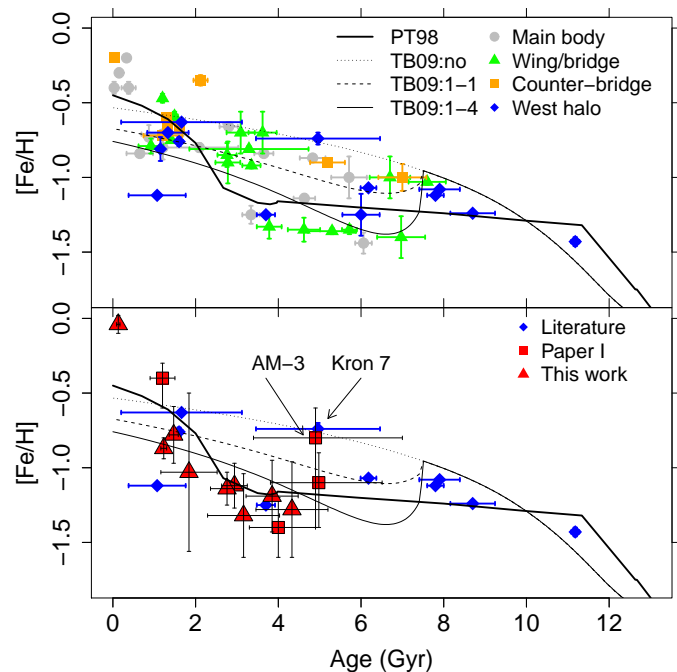 0.0
−0.5
−1.0
−1.5
[Fe/H]
PT98
TB09:no
TB09:1−1
TB09:1−4
Main body
Wing/bridge
Counter−bridge
West halo
0.0
−0.5
−1.0
−1.5
[Fe/H]
AM−3
Kron 7
Literature
Paper I
This work
0 2 4 6 8 10 12
Age (Gyr)